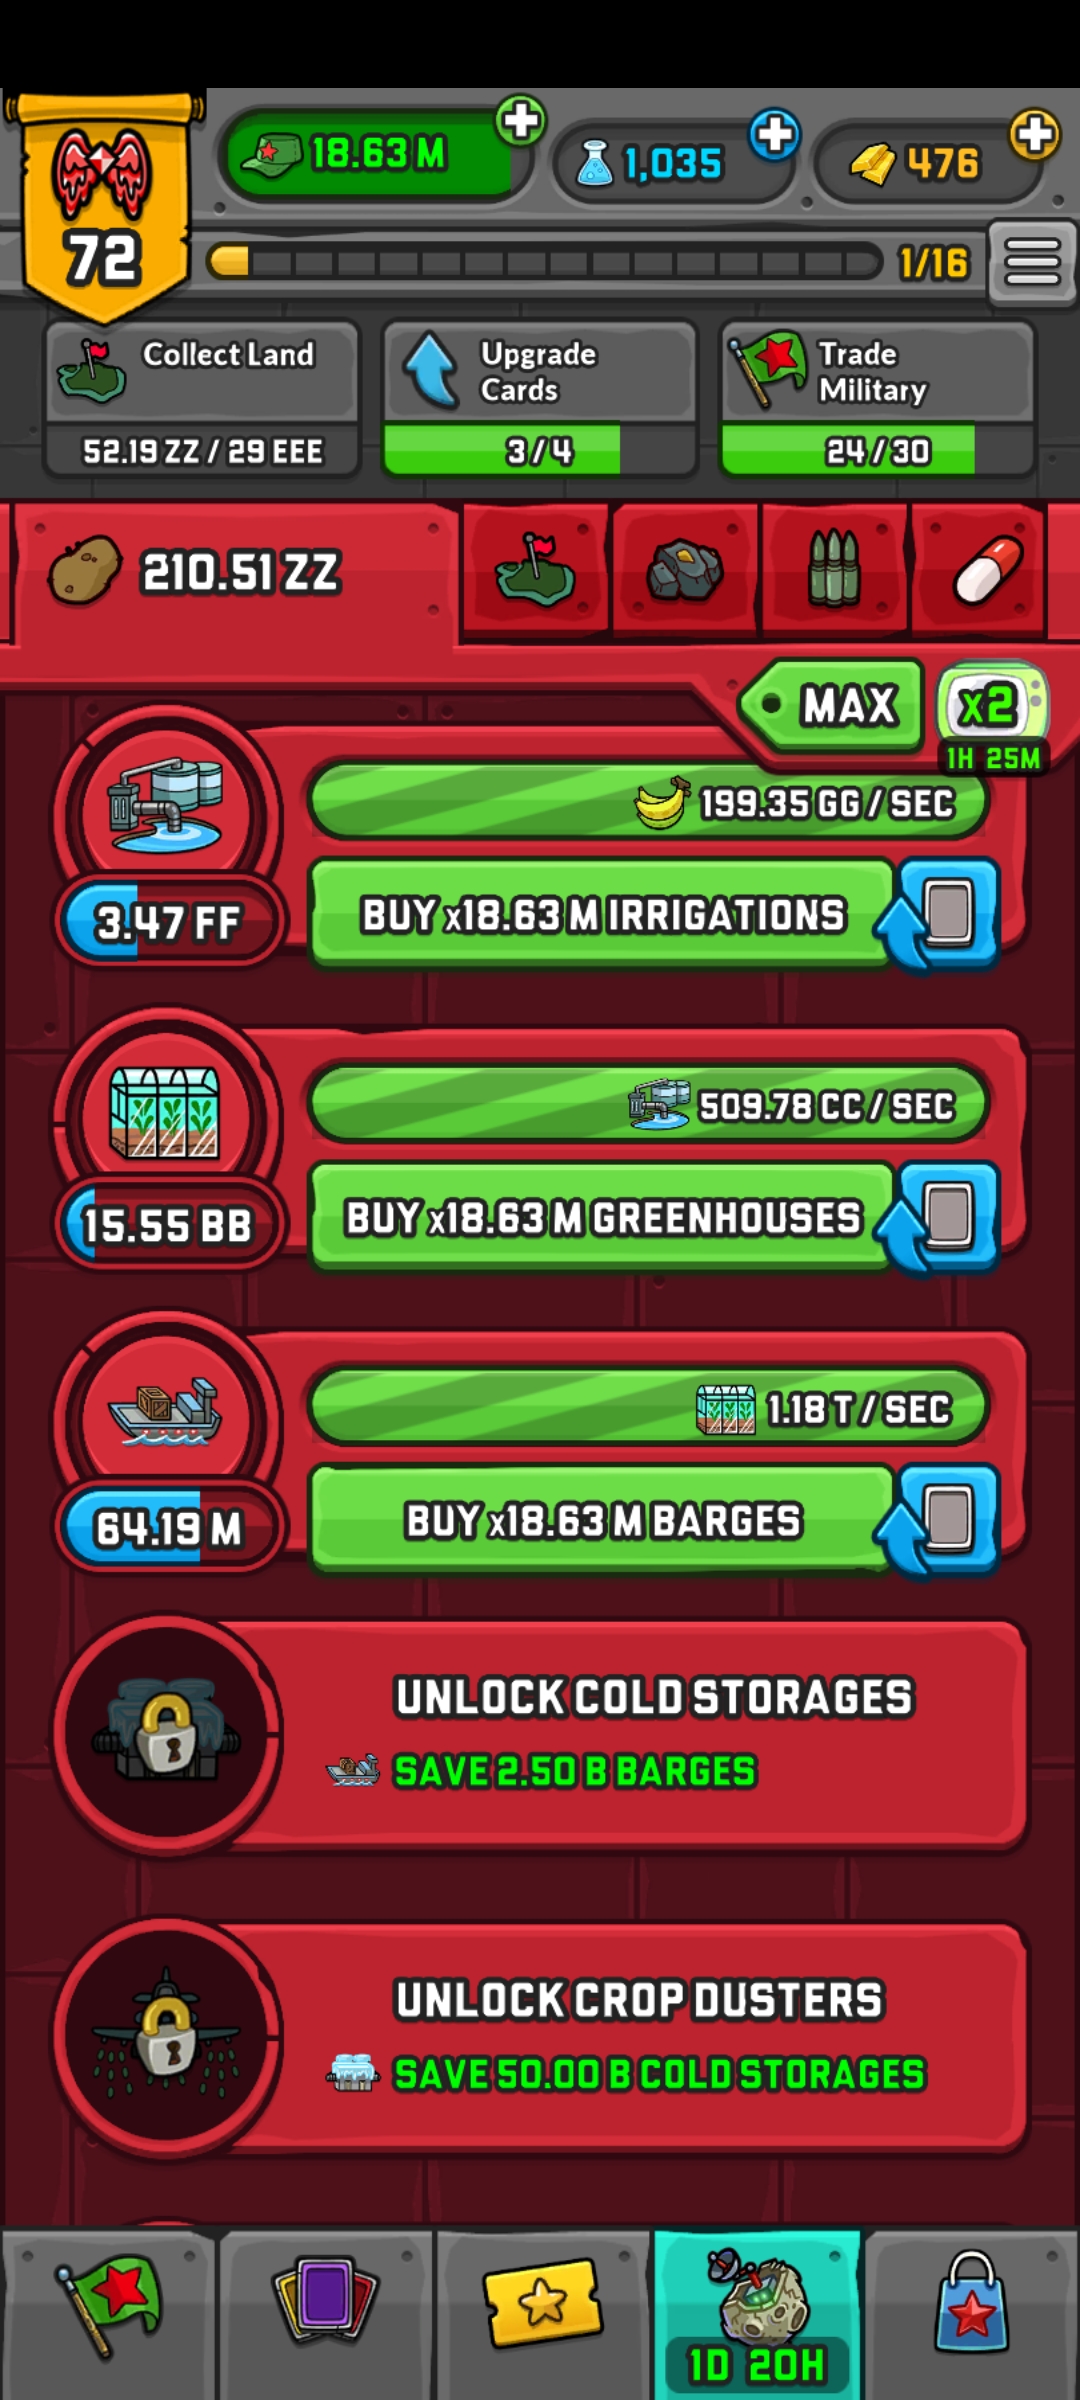 18.63 M
1,035
476
72
1/16
Collect Land
52.19 ZZ / 29 EEE
Upgrade
Cards
3/4
Trade
Military
24/30
210.51 ZZ
MAX
x2
1H 25M
199.35 GG / SEC
3.47 FF
BUY x18.63 M IRRIGATIONS
509.78 CC / SEC
15.55 BB
BUY x18.63 M GREENHOUSES
1.18 T / SEC
64.19 M
BUY x18.63 M BARGES
UNLOCK COLD STORAGES
SAVE 2.50 B BARGES
UNLOCK CROP DUSTERS
SAVE 50.00 B COLD STORAGES
1D 20H